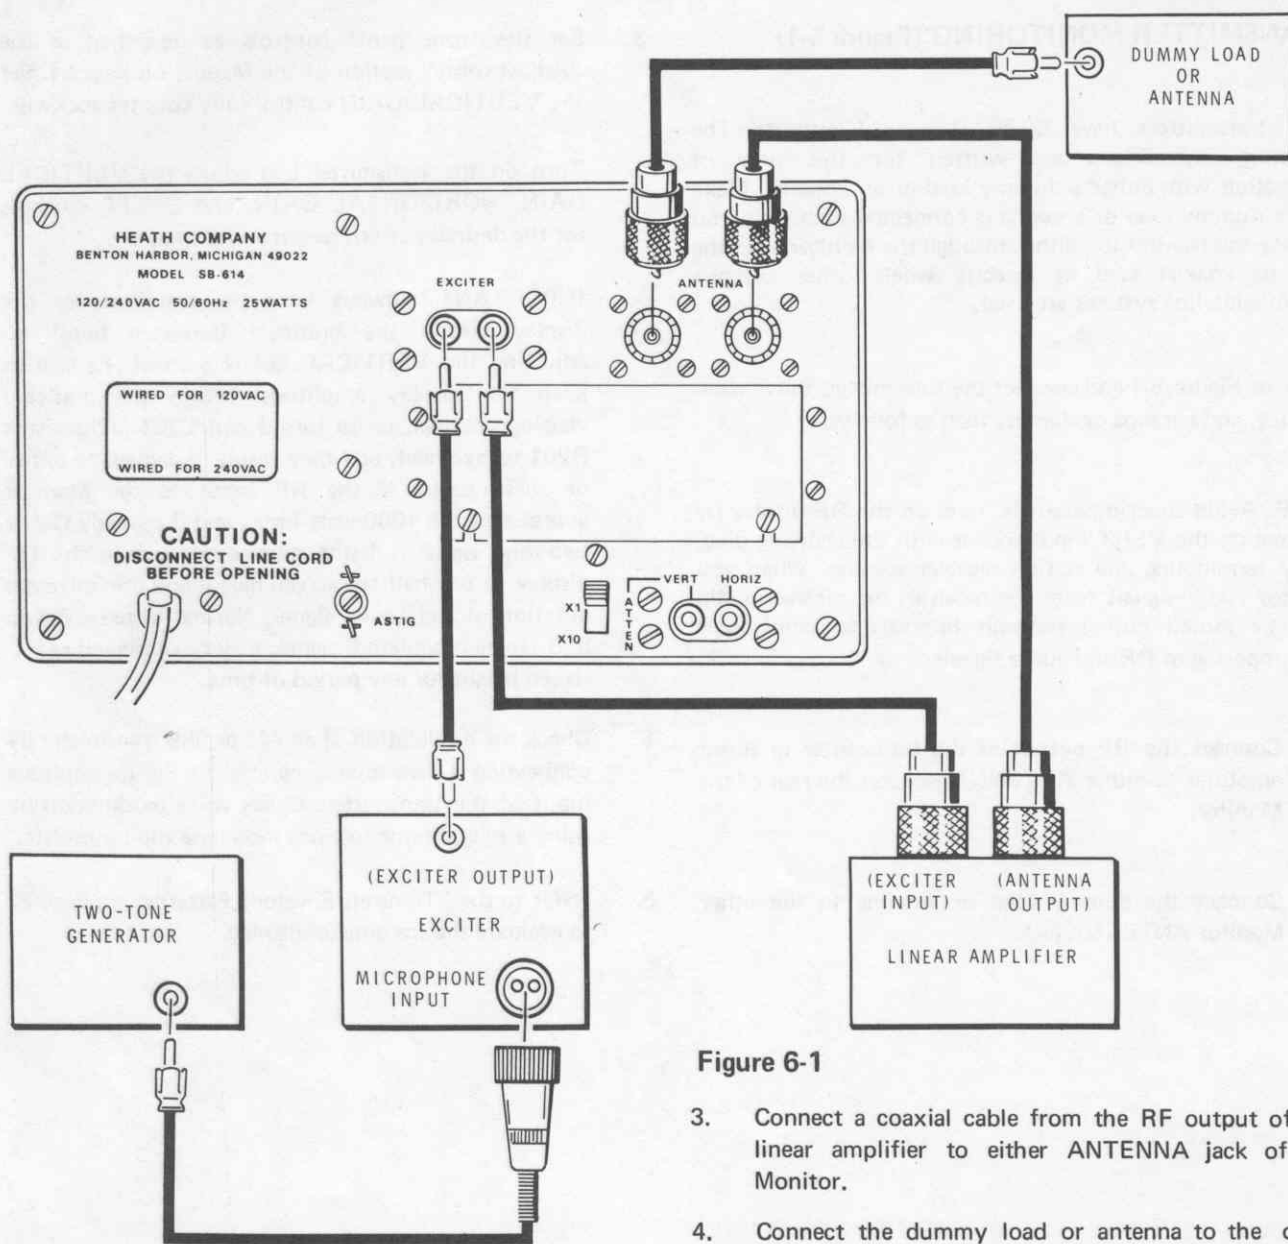 DUMMY LOAD
OR
ANTENNA
HEATH COMPANY
BENTON HARBOR, MICHIGAN 49022
MODEL SB-614
120/240VAC 50/60Hz 25WATTS
EXCITER
ANTENNA
WIRED FOR 120VAC
WIRED FOR 240VAC
CAUTION:
DISCONNECT LINE CORD
BEFORE OPENING
ASTIG
X1
X10
ATTEN
VERT HORIZ
TWO-TONE
GENERATOR
(EXCITER OUTPUT)
EXCITER
MICROPHONE
INPUT
(EXCITER
INPUT)
(ANTENNA
OUTPUT)
LINEAR AMPLIFIER
Figure 6-1
3. Connect a coaxial cable from the RF output of
linear amplifier to either ANTENNA jack of
Monitor.
4. Connect the dummy load or antenna to the